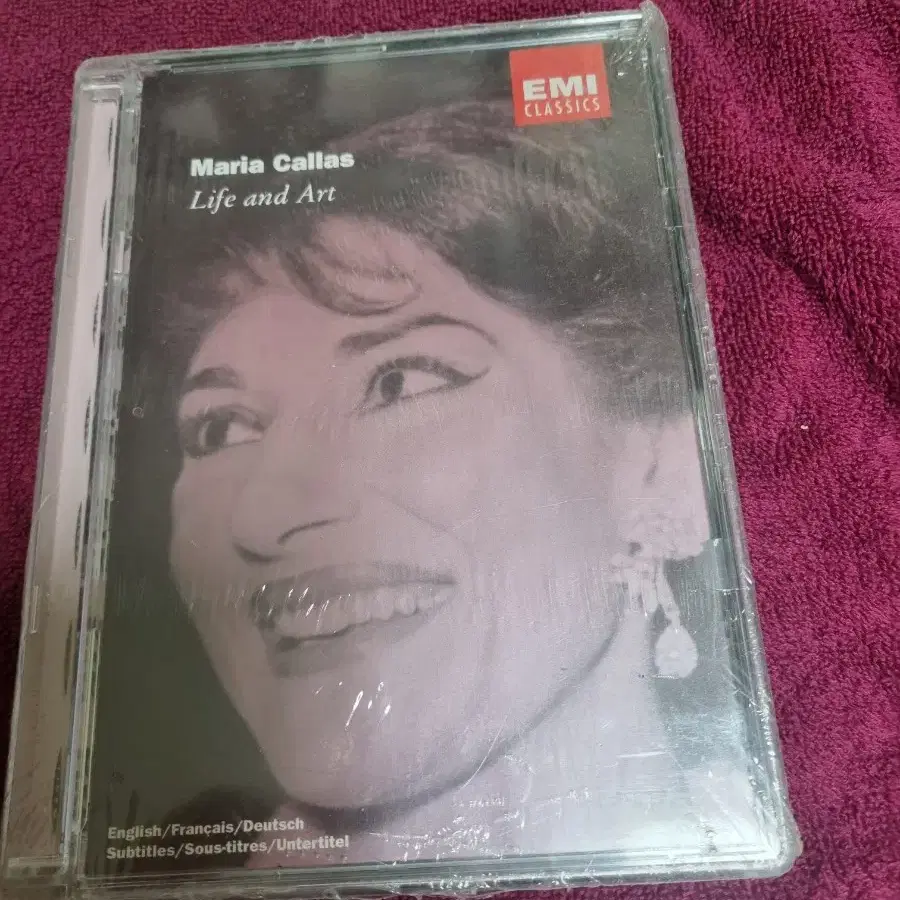 EMI
CLASSICS
Maria Callas
Life and Art
English/Français/Deutsch
Subtitles/Sous-titres/Untertitel